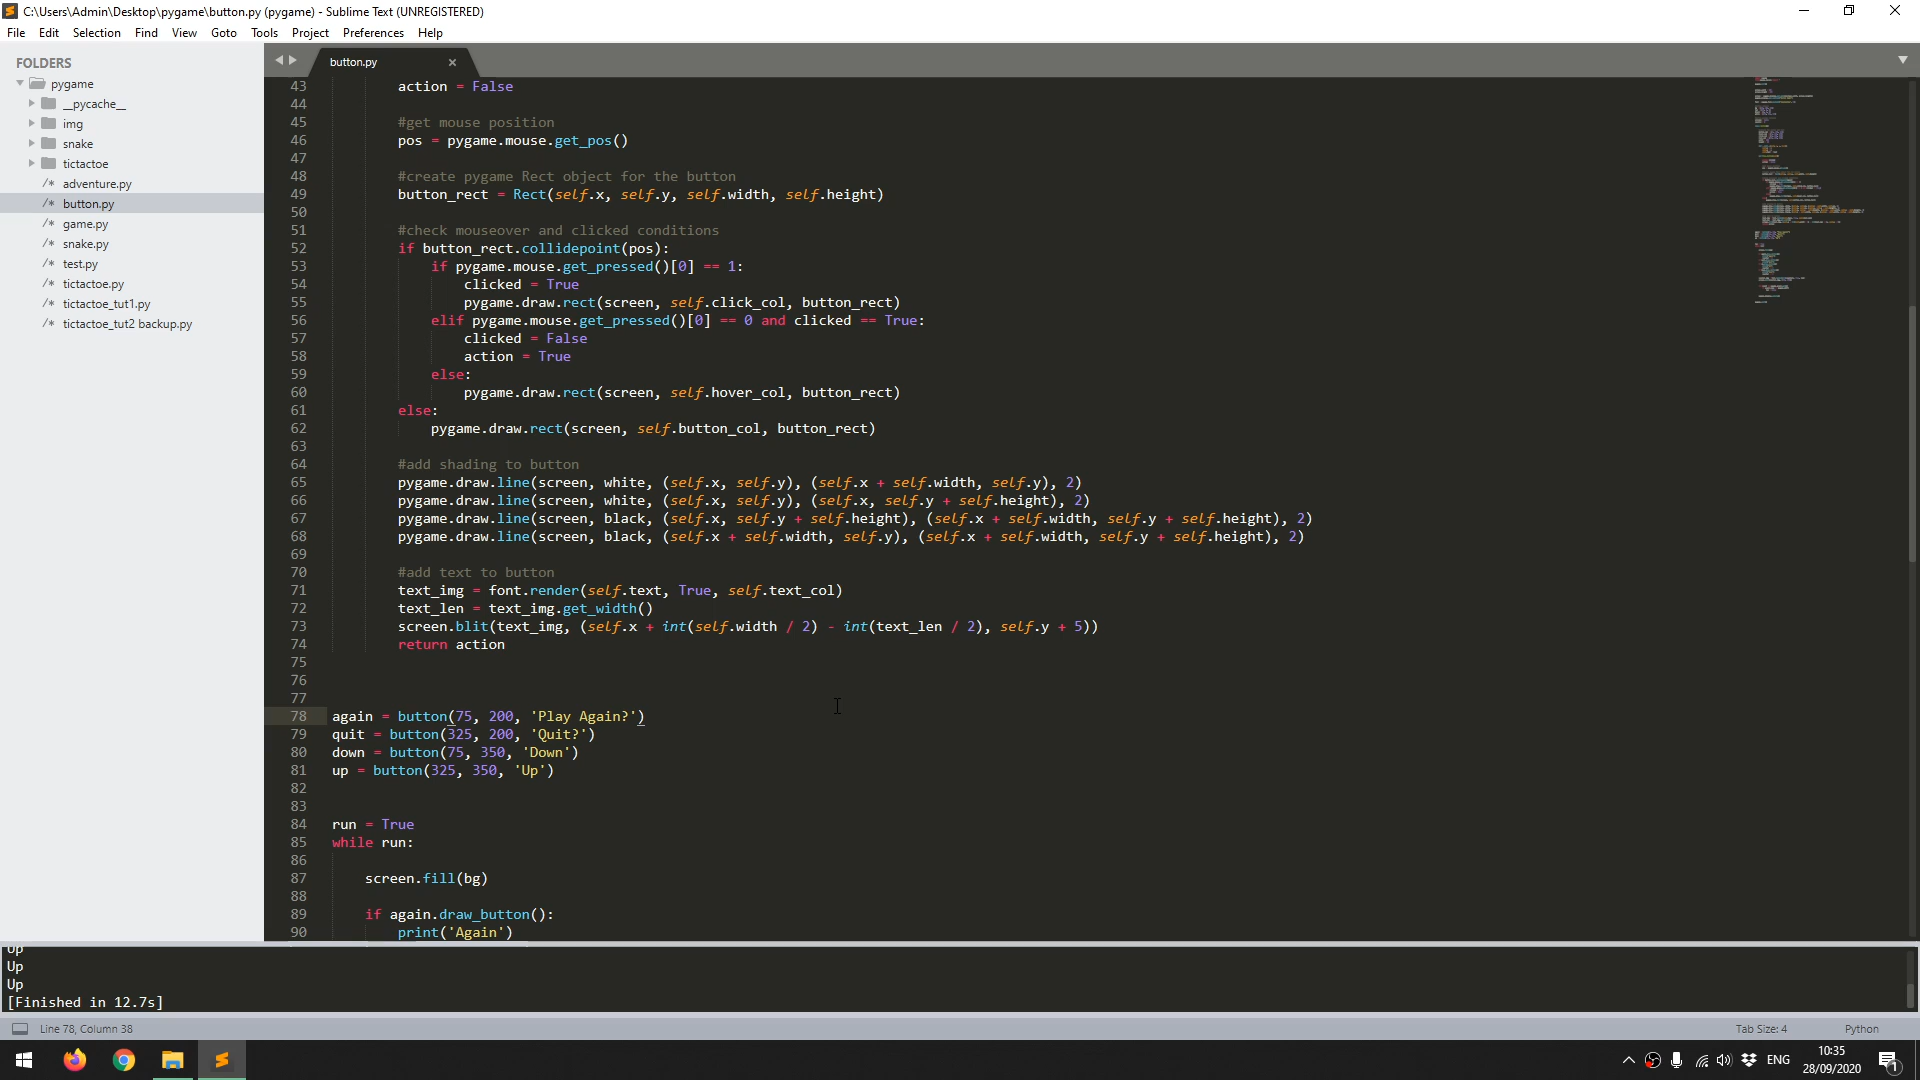 C:\Users\Admin\Desktop\pygame\button.py (pygame) - Sublime Text (UNREGISTERED)
File Edit Selection Find View Goto Tools Project Preferences Help
FOLDERS
pygame
__pycache__
img
snake
tictactoe
/* adventure.py
/* button.py
/* game.py
/* snake.py
/* test.py
/* tictactoe.py
/* tictactoe_tut1.py
/* tictactoe_tut2 backup.py
button.py
43 action = False
44
45 #get mouse position
46 pos = pygame.mouse.get_pos()
47
48 #create pygame Rect object for the button
49 button_rect = Rect(self.x, self.y, self.width, self.height)
50
51 #check mouseover and clicked conditions
52 if button_rect.collidepoint(pos):
53 if pygame.mouse.get_pressed()[0] == 1:
54 clicked = True
55 pygame.draw.rect(screen, self.click_col, button_rect)
56 elif pygame.mouse.get_pressed()[0] == 0 and clicked == True:
57 clicked = False
58 action = True
59 else:
60 pygame.draw.rect(screen, self.hover_col, button_rect)
61 else:
62 pygame.draw.rect(screen, self.button_col, button_rect)
63
64 #add shading to button
65 pygame.draw.line(screen, white, (self.x, self.y), (self.x + self.width, self.y), 2)
66 pygame.draw.line(screen, white, (self.x, self.y), (self.x, self.y + self.height), 2)
67 pygame.draw.line(screen, black, (self.x, self.y + self.height), (self.x + self.width, self.y + self.height), 2)
68 pygame.draw.line(screen, black, (self.x + self.width, self.y), (self.x + self.width, self.y + self.height), 2)
69
70 #add text to button
71 text_img = font.render(self.text, True, self.text_col)
72 text_len = text_img.get_width()
73 screen.blit(text_img, (self.x + int(self.width / 2) - int(text_len / 2), self.y + 5))
74 return action
75
76
77
78 again = button(75, 200, 'Play Again?')
79 quit = button(325, 200, 'Quit?')
80 down = button(75, 350, 'Down')
81 up = button(325, 350, 'Up')
82
83
84 run = True
85 while run:
86
87 screen.fill(bg)
88
89 if again.draw_button():
90 print('Again')
Up
Up
Up
[Finished in 12.7s]
Line 78, Column 38 Tab Size: 4 Python
ENG
10:35
28/09/2020
1